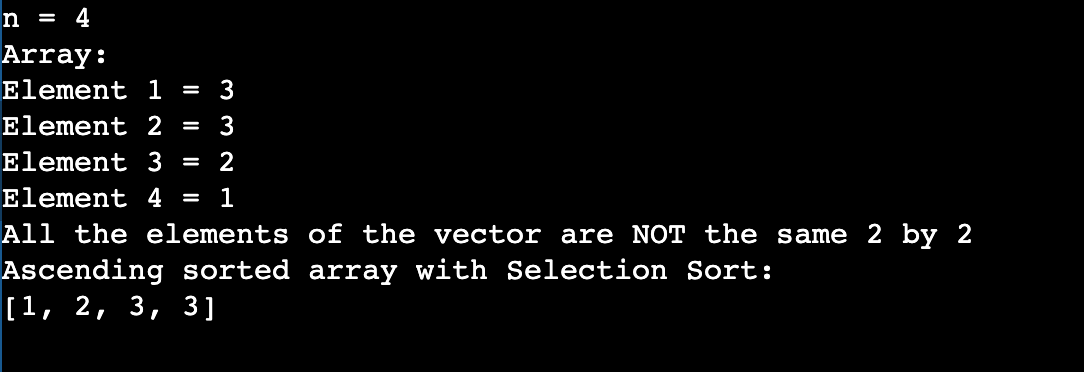 n = 4
Array:
Element 1 = 3
Element 2 = 3
Element 3 = 2
Element 4 = 1
All the elements of the vector are NOT the same 2 by 2
Ascending sorted array with Selection Sort:
[1, 2, 3, 3]